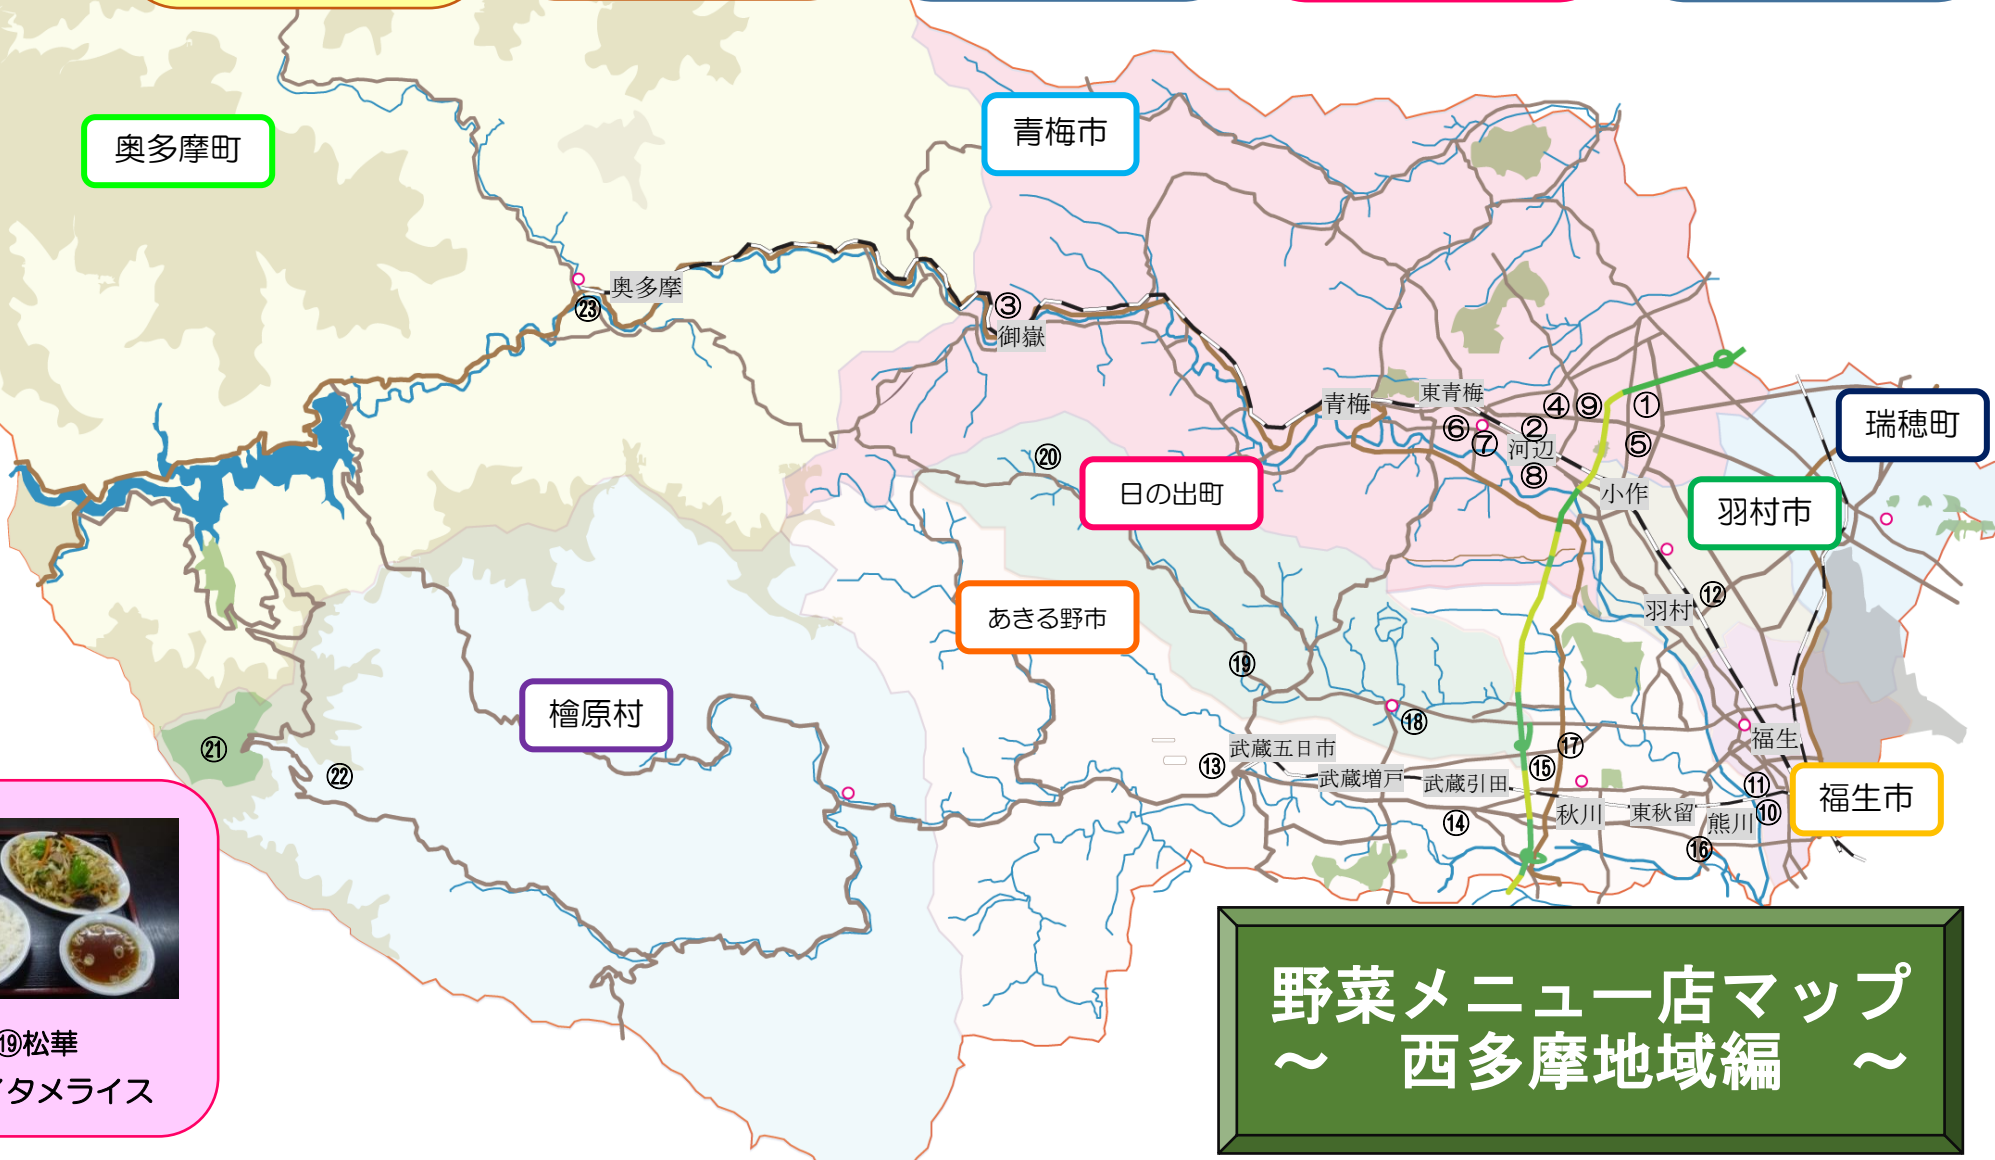 奥多摩町
青梅市
奥多摩
㉓
③
御嶽
青梅
東青梅
④
⑨
①
⑥
⑦
②
⑤
河辺
⑧
小作
瑞穂町
羽村市
⑳
日の出町
あきる野市
羽村
⑫
⑲
檜原村
⑱
㉑
㉒
⑬
武蔵五日市
武蔵増戸
武蔵引田
⑮
⑰
福生
⑪
⑩
福生市
⑭
秋川
東秋留
熊川
⑯
⑲松華
イタメライス
野菜メニュー店マップ
~ 西多摩地域編 ~